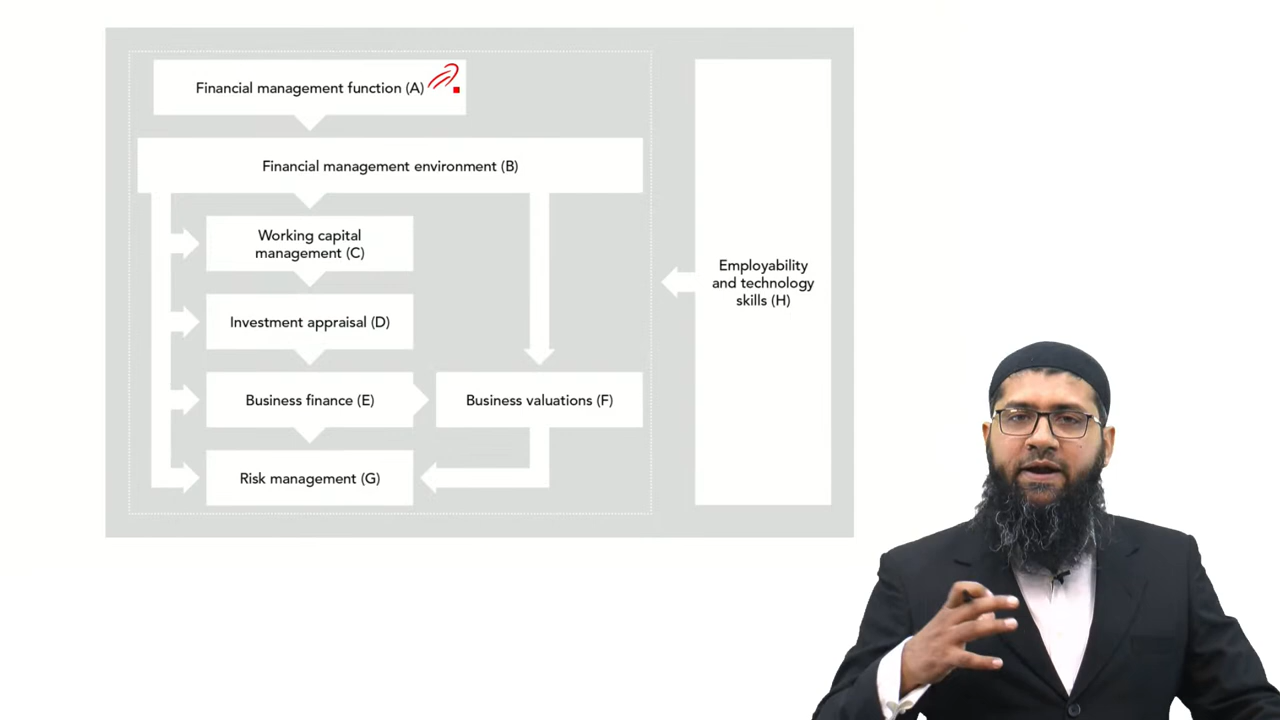 Financial management function (A)
Financial management environment (B)
Working capital
management (C)
Investment appraisal (D)
Business finance (E)
Business valuations (F)
Risk management (G)
Employability
and technology
skills (H)